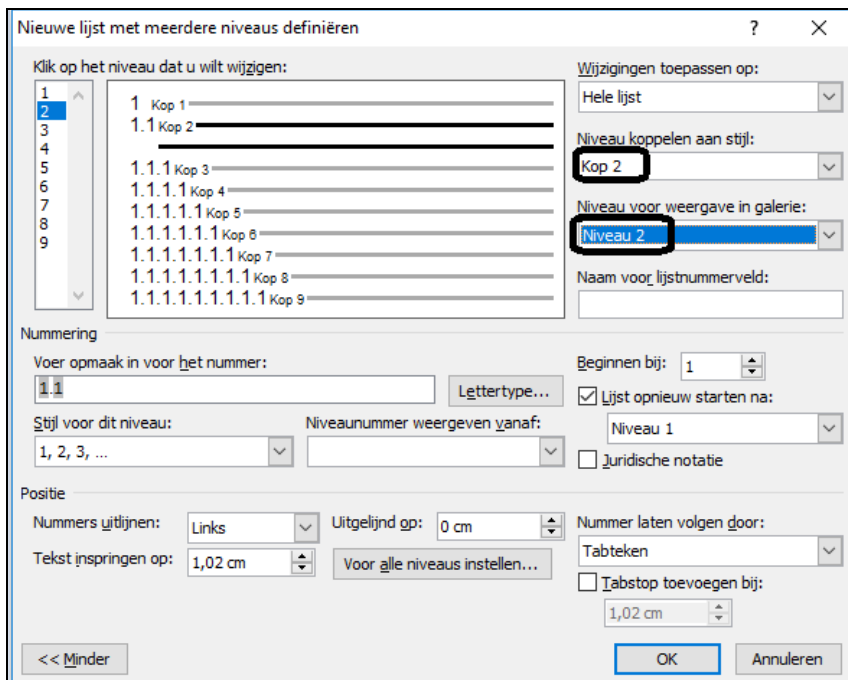 Nieuwe lijst met meerdere niveaus definiëren ?
Klik op het niveau dat u wilt wijzigen:
1
2
3
4
5
6
7
8
9
1 Kop 1
1.1 Kop 2
1.1.1 Kop 3
1.1.1.1 Kop 4
1.1.1.1.1 Kop 5
1.1.1.1.1.1 Kop 6
1.1.1.1.1.1.1 Kop 7
1.1.1.1.1.1.1.1 Kop 8
1.1.1.1.1.1.1.1.1 Kop 9
Wijzigingen toepassen op:
Hele lijst
Niveau koppelen aan stijl:
Kop 2
Niveau voor weergave in galerie:
Niveau 2
Naam voor lijstnummerveld:
Nummering
Voer opmaak in voor het nummer:
1.1
Lettertype...
Stijl voor dit niveau:
1, 2, 3, ...
Niveaunummer weergeven vanaf:
Beginnen bij: 1
Lijst opnieuw starten na:
Niveau 1
Juridische notatie
Positie
Nummers uitlijnen: Links
Uitgelijnd op: 0 cm
Tekst inspringen op: 1,02 cm
Voor alle niveaus instellen...
Nummer laten volgen door:
Tabteken
Tabstop toevoegen bij:
1,02 cm
<< Minder
OK
Annuleren